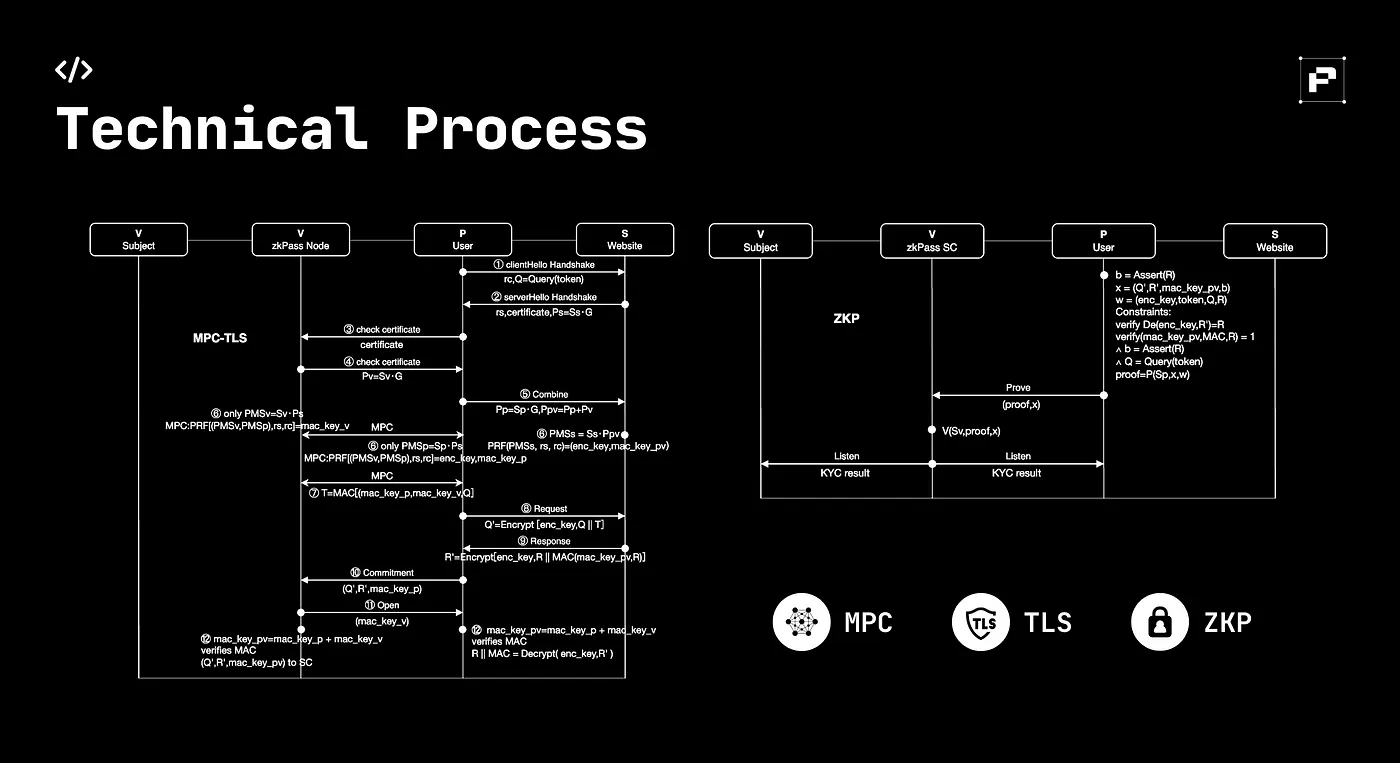 </>
Technical Process
V
Subject
V
zkPass Node
P
User
S
Website
① clientHello Handshake
rc,Q=Query(token)
② serverHello Handshake
rs,certificate,Ps=Ss·G
MPC-TLS
③ check certificate
certificate
④ check certificate
Pv=Sv·G
⑤ Combine
Pp=Sp·G,Ppv=Pp+Pv
⑥ only PMSv=Sv·Ps
MPC:PRF[(PMSv,PMSp),rs,rc]=mac_key_v
MPC
⑥ PMSs = Ss·Ppv
PRF(PMSs, rs, rc)=(enc_key,mac_key_pv)
⑥ only PMSp=Sp·Ps
MPC:PRF[(PMSv,PMSp),rs,rc]=enc_key,mac_key_p
MPC
⑦ T=MAC[(mac_key_p,mac_key_v,Q]
⑧ Request
Q'=Encrypt [enc_key,Q || T]
⑨ Response
R'=Encrypt[enc_key,R || MAC(mac_key_pv,R)]
⑩ Commitment
(Q',R',mac_key_p)
⑪ Open
(mac_key_v)
⑫ mac_key_pv=mac_key_p + mac_key_v
verifies MAC
(Q',R',mac_key_pv) to SC
⑫ mac_key_pv=mac_key_p + mac_key_v
verifies MAC
R || MAC = Decrypt( enc_key,R' )
V
Subject
V
zkPass SC
P
User
S
Website
ZKP
b = Assert(R)
x = (Q',R',mac_key_pv,b)
w = (enc_key,token,Q,R)
Constraints:
verify De(enc_key,R')=R
verify(mac_key_pv,MAC,R) = 1
∧ b = Assert(R)
∧ Q = Query(token)
proof=P(Sp,x,w)
Prove
(proof,x)
V(Sv,proof,x)
Listen
KYC result
Listen
KYC result
MPC
TLS
TLS
ZKP